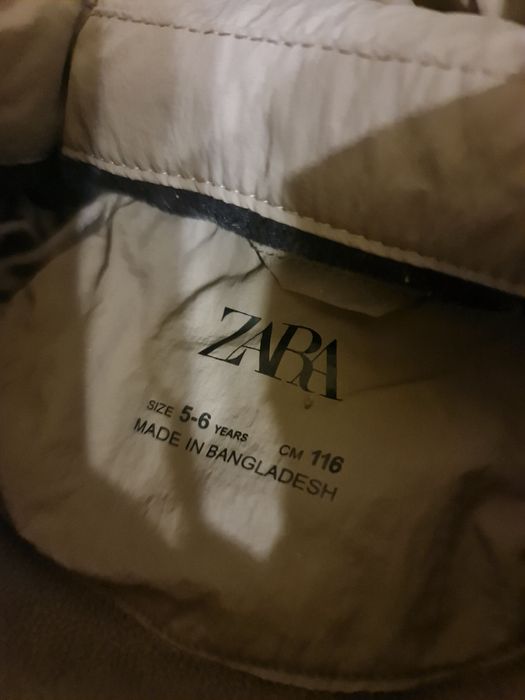 ZARA
SIZE 5-6 YEARS CM 116
MADE IN BANGLADESH